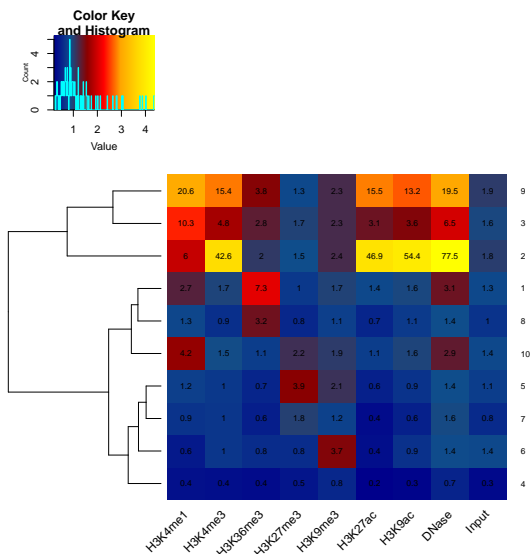 Color Key
and Histogram
Count
0 1 2 3 4 5
1 2 3 4
Value
20.6 15.4 3.8 1.3 2.3 15.5 13.2 19.5 1.9 9
10.3 4.8 2.8 1.7 2.3 3.1 3.6 6.5 1.6 3
6 42.6 2 1.5 2.4 46.9 54.4 77.5 1.8 2
2.7 1.7 7.3 1 1.7 1.4 1.6 3.1 1.3 1
1.3 0.9 3.2 0.8 1.1 0.7 1.1 1.4 1 8
4.2 1.5 1.1 2.2 1.9 1.1 1.6 2.9 1.4 10
1.2 1 0.7 3.9 2.1 0.6 0.9 1.4 1.1 5
0.9 1 0.6 1.8 1.2 0.4 0.6 1.6 0.8 7
0.6 1 0.8 0.8 3.7 0.4 0.9 1.4 1.4 6
0.4 0.4 0.4 0.5 0.8 0.7 4
H3K4me1 H3K4me3 H3K36me3 H3K27me3 H3K9me3 H3K27ac H3K9ac DNase Input